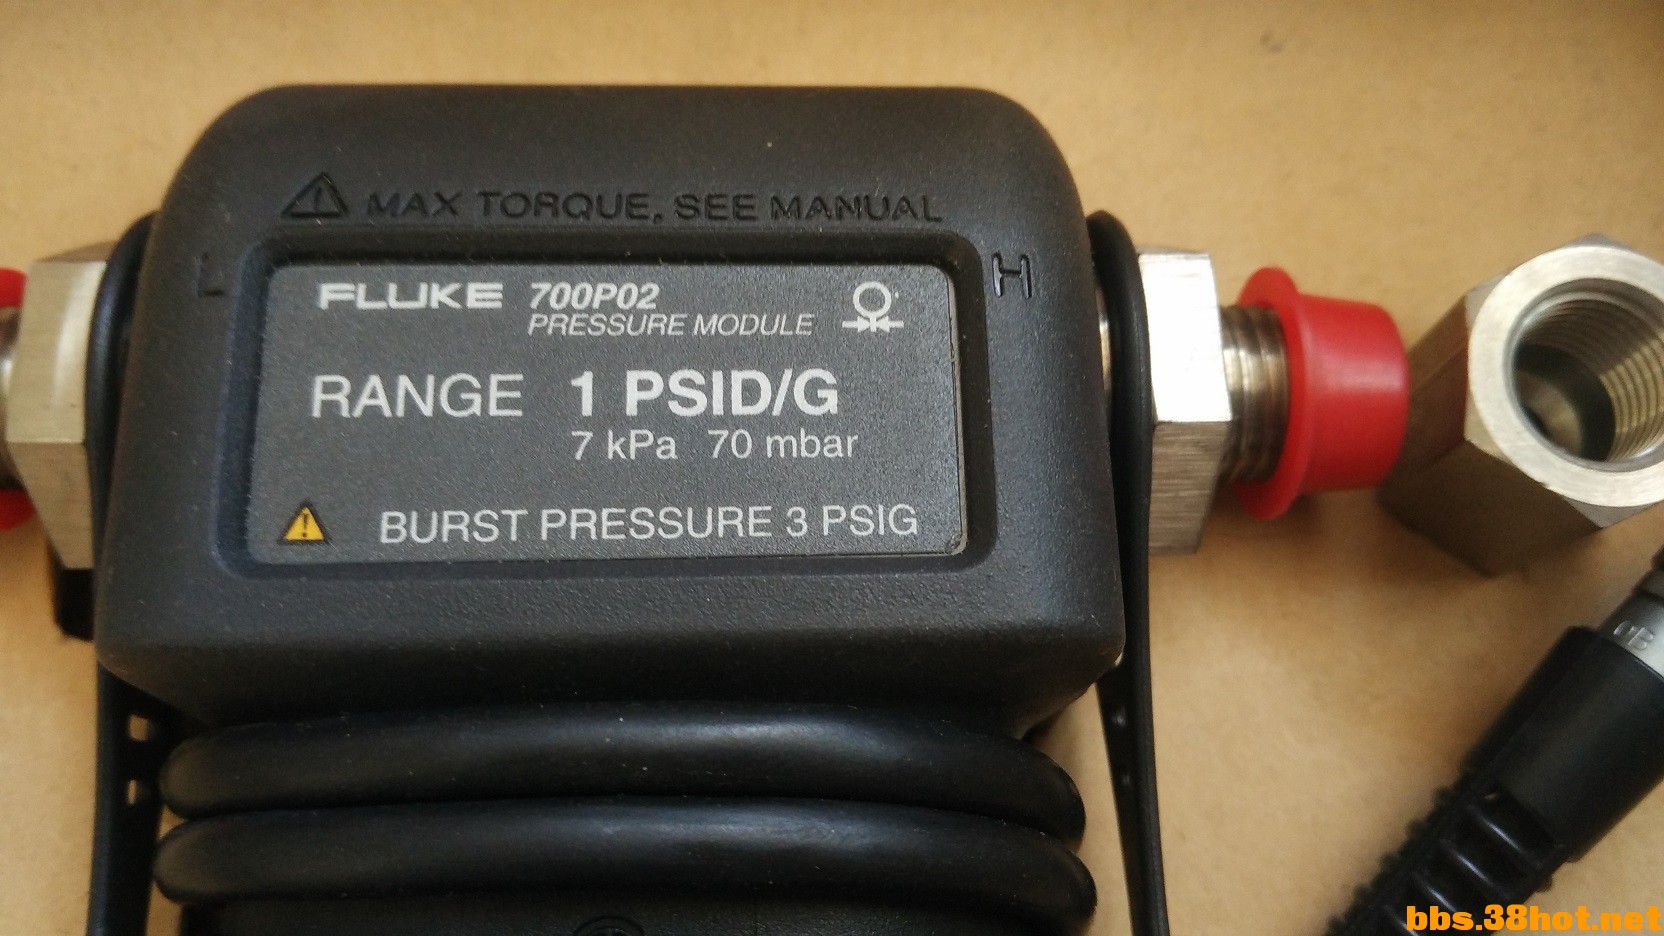 MAX TORQUE, SEE MANUAL
L
H
FLUKE 700P02
PRESSURE MODULE
RANGE 1 PSID/G
7 kPa 70 mbar
BURST PRESSURE 3 PSIG
bbs.38hot.net